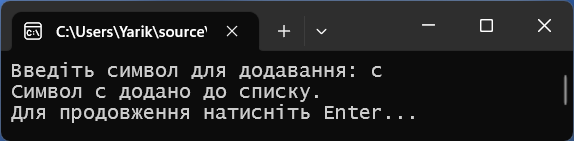 C:\Users\Yarik\source\
Введіть символ для додавання: c
Символ c додано до списку.
Для продовження натисніть Enter...